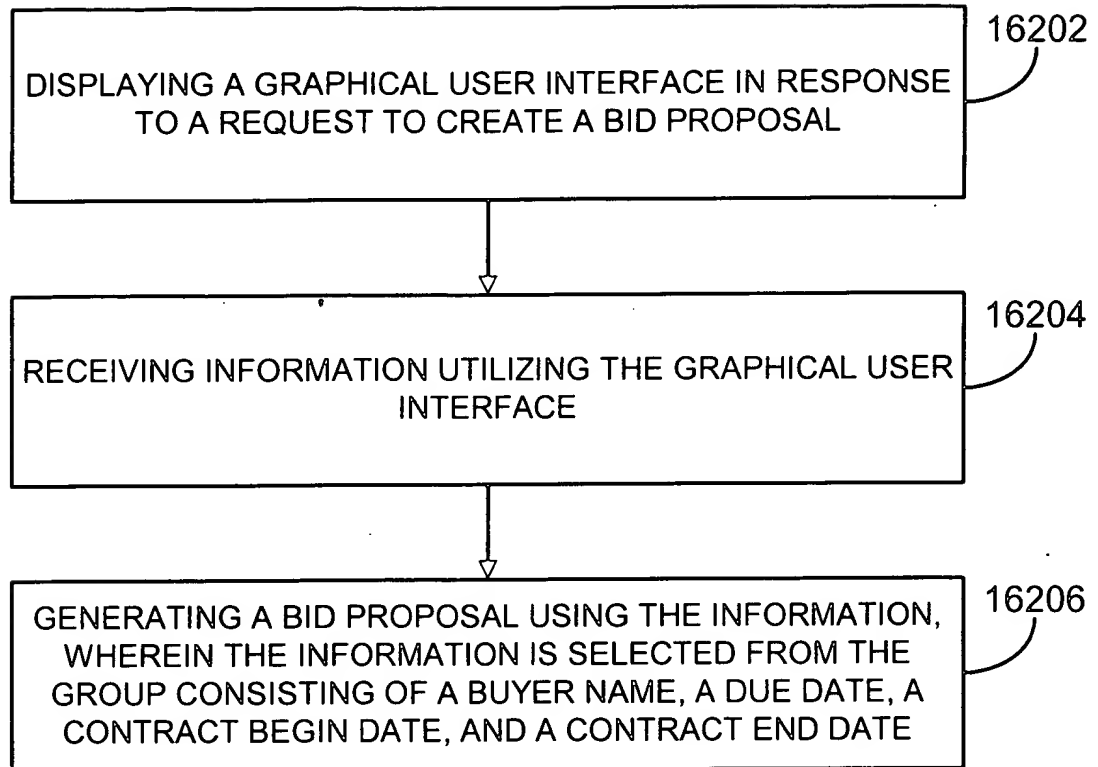 16202
DISPLAYING A GRAPHICAL USER INTERFACE IN RESPONSE
TO A REQUEST TO CREATE A BID PROPOSAL
16204
RECEIVING INFORMATION UTILIZING THE GRAPHICAL USER
INTERFACE
16206
GENERATING A BID PROPOSAL USING THE INFORMATION,
WHEREIN THE INFORMATION IS SELECTED FROM THE
GROUP CONSISTING OF A BUYER NAME, A DUE DATE, A
CONTRACT BEGIN DATE, AND A CONTRACT END DATE